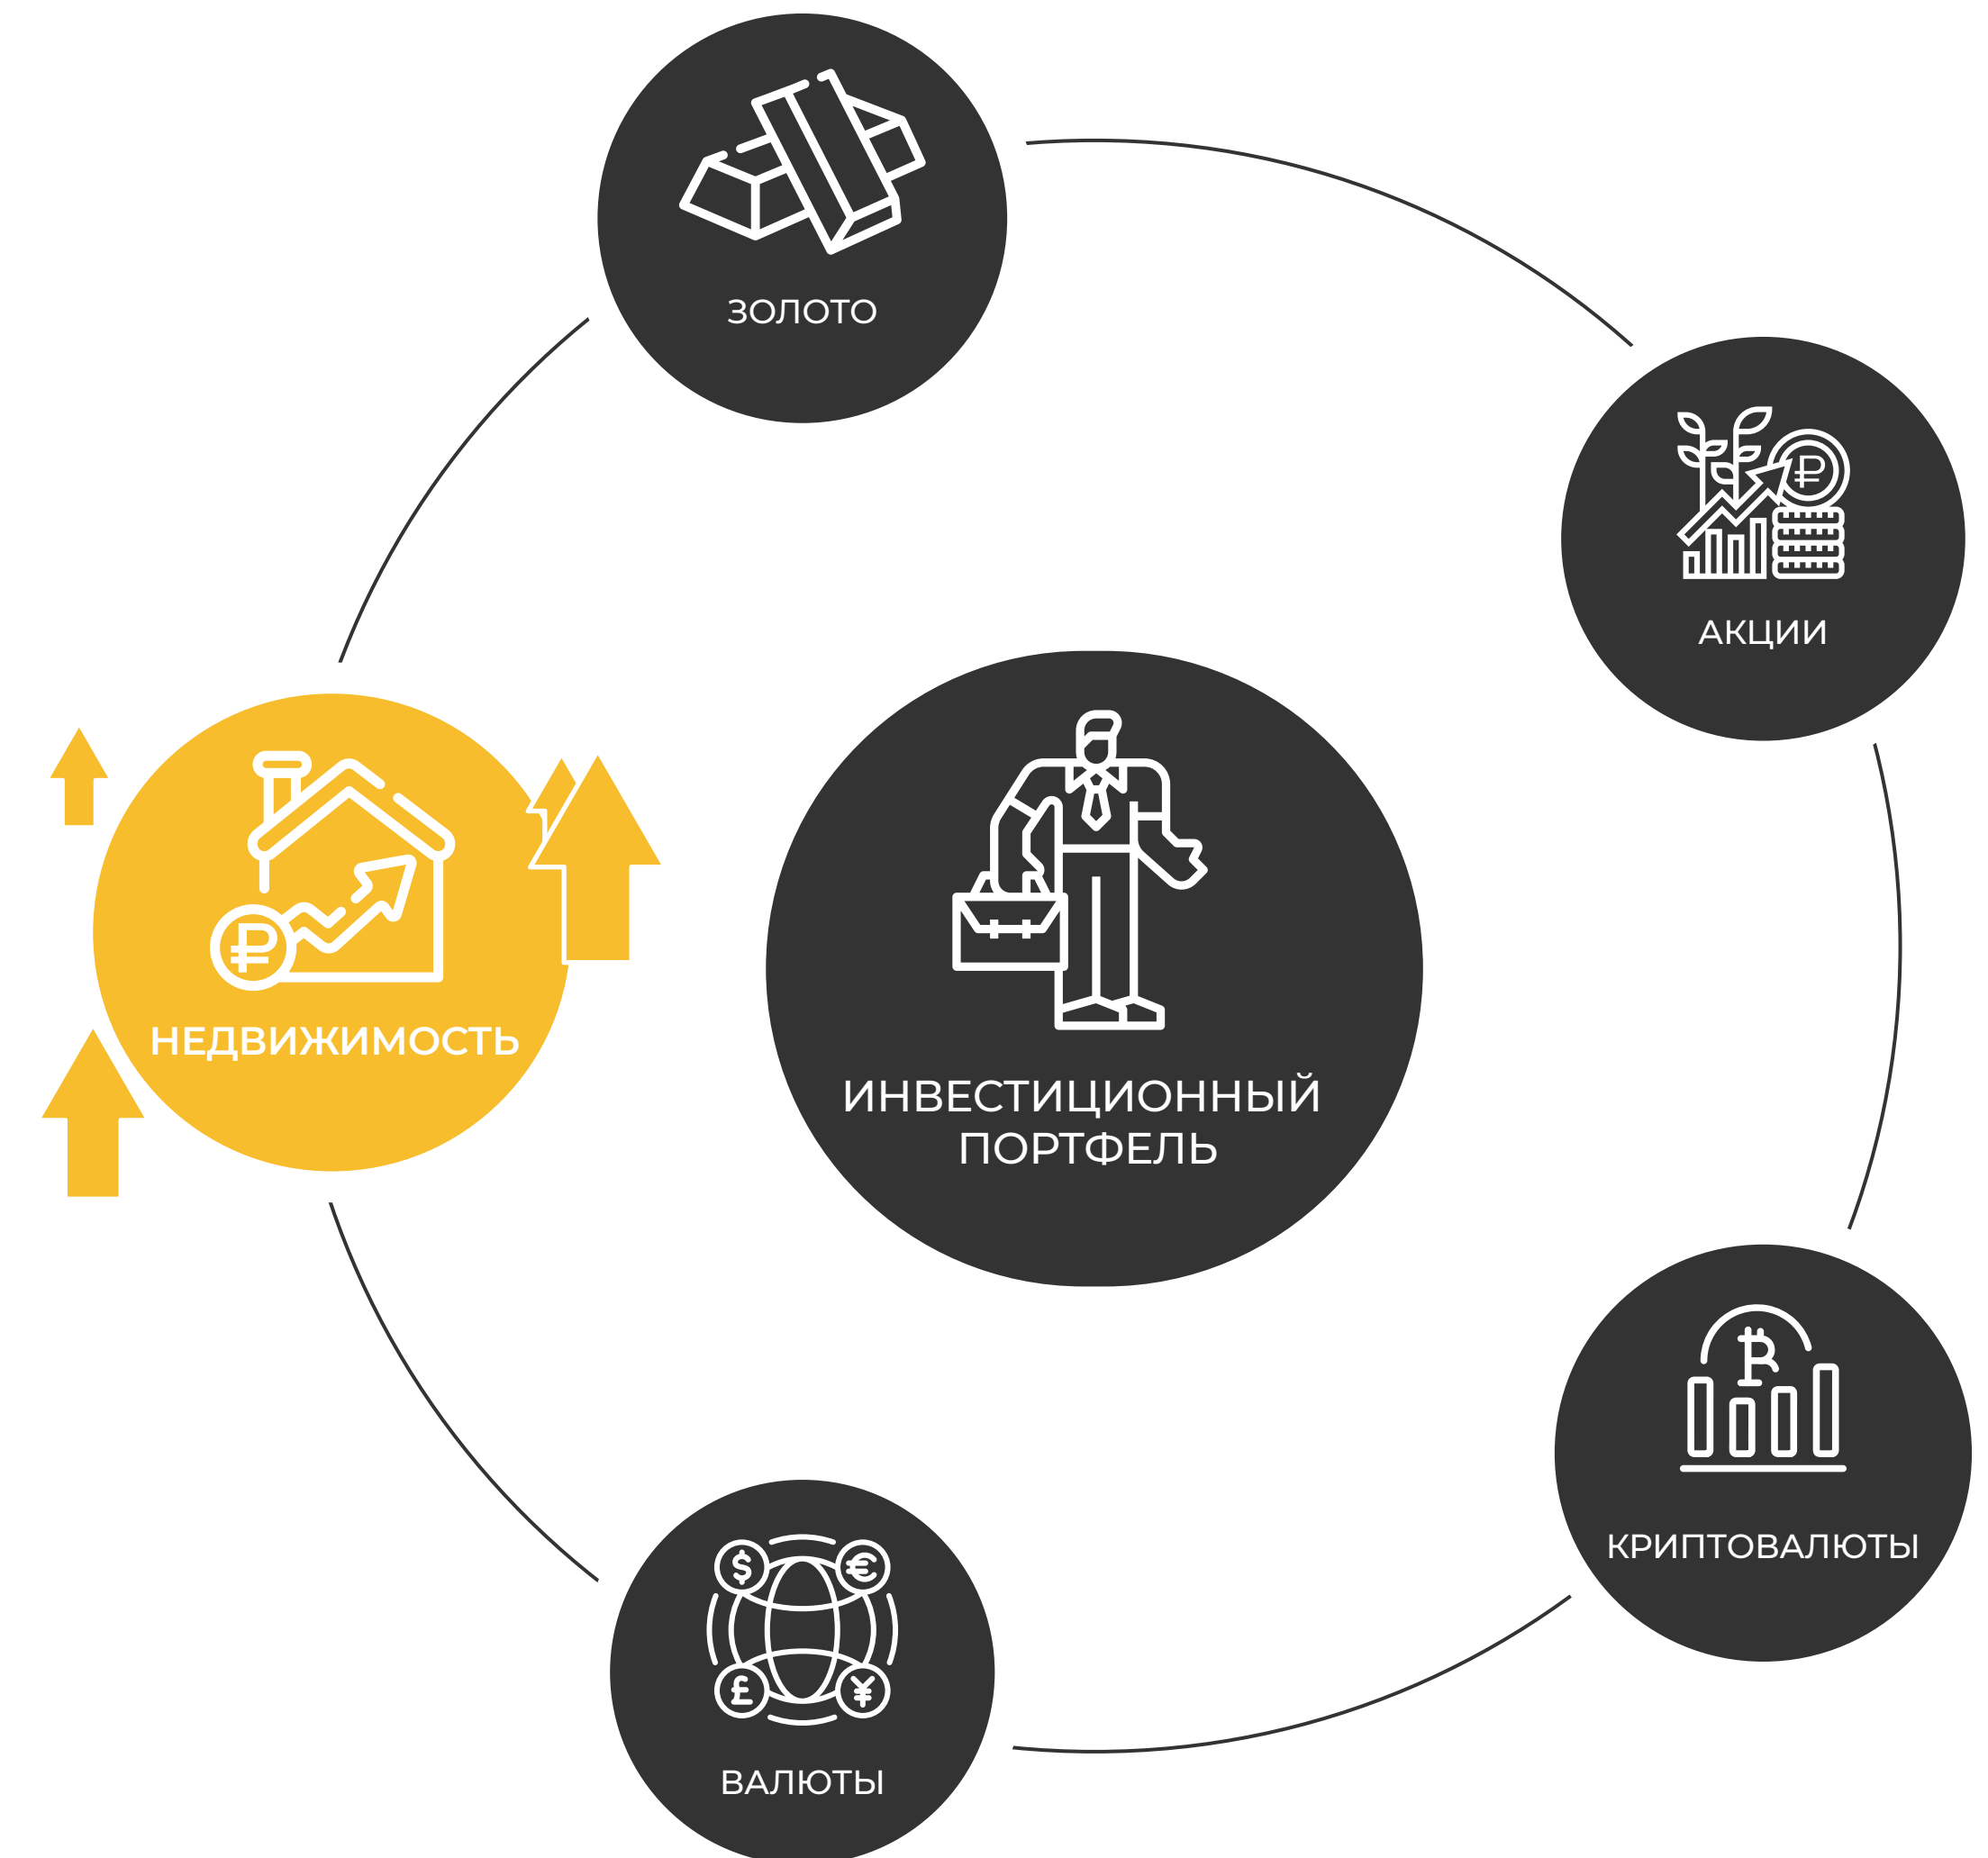 ЗОЛОТО
АКЦИИ
НЕДВИЖИМОСТЬ
ИНВЕСТИЦИОННЫЙ
ПОРТФЕЛЬ
КРИПТОВАЛЮТЫ
ВАЛЮТЫ